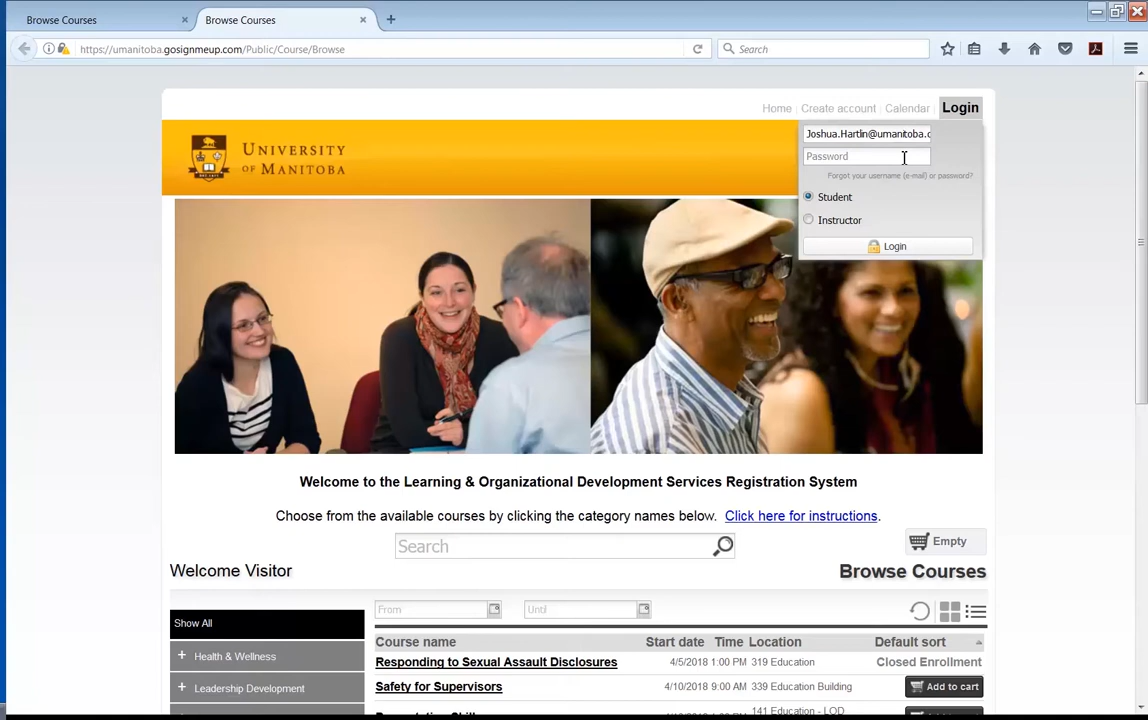 Browse Courses
Browse Courses
https://umanitoba.gosignmeup.com/Public/Course/Browse
Search
Home
Create account
Calendar
Login
UNIVERSITY
OF MANITOBA
Joshua.Hartlin@umanitoba.c
Password
Forgot your username (e-mail) or password?
Student
Instructor
Login
Welcome to the Learning & Organizational Development Services Registration System
Choose from the available courses by clicking the category names below. Click here for instructions.
Search
Empty
Welcome Visitor
Browse Courses
From
Until
Show All
Course name Start date Time Location Default sort
Responding to Sexual Assault Disclosures 4/5/2018 1:00 PM 319 Education Closed Enrollment
+ Health & Wellness
Safety for Supervisors 4/10/2018 9:00 AM 339 Education Building Add to cart
+ Leadership Development
141 Education - LOD